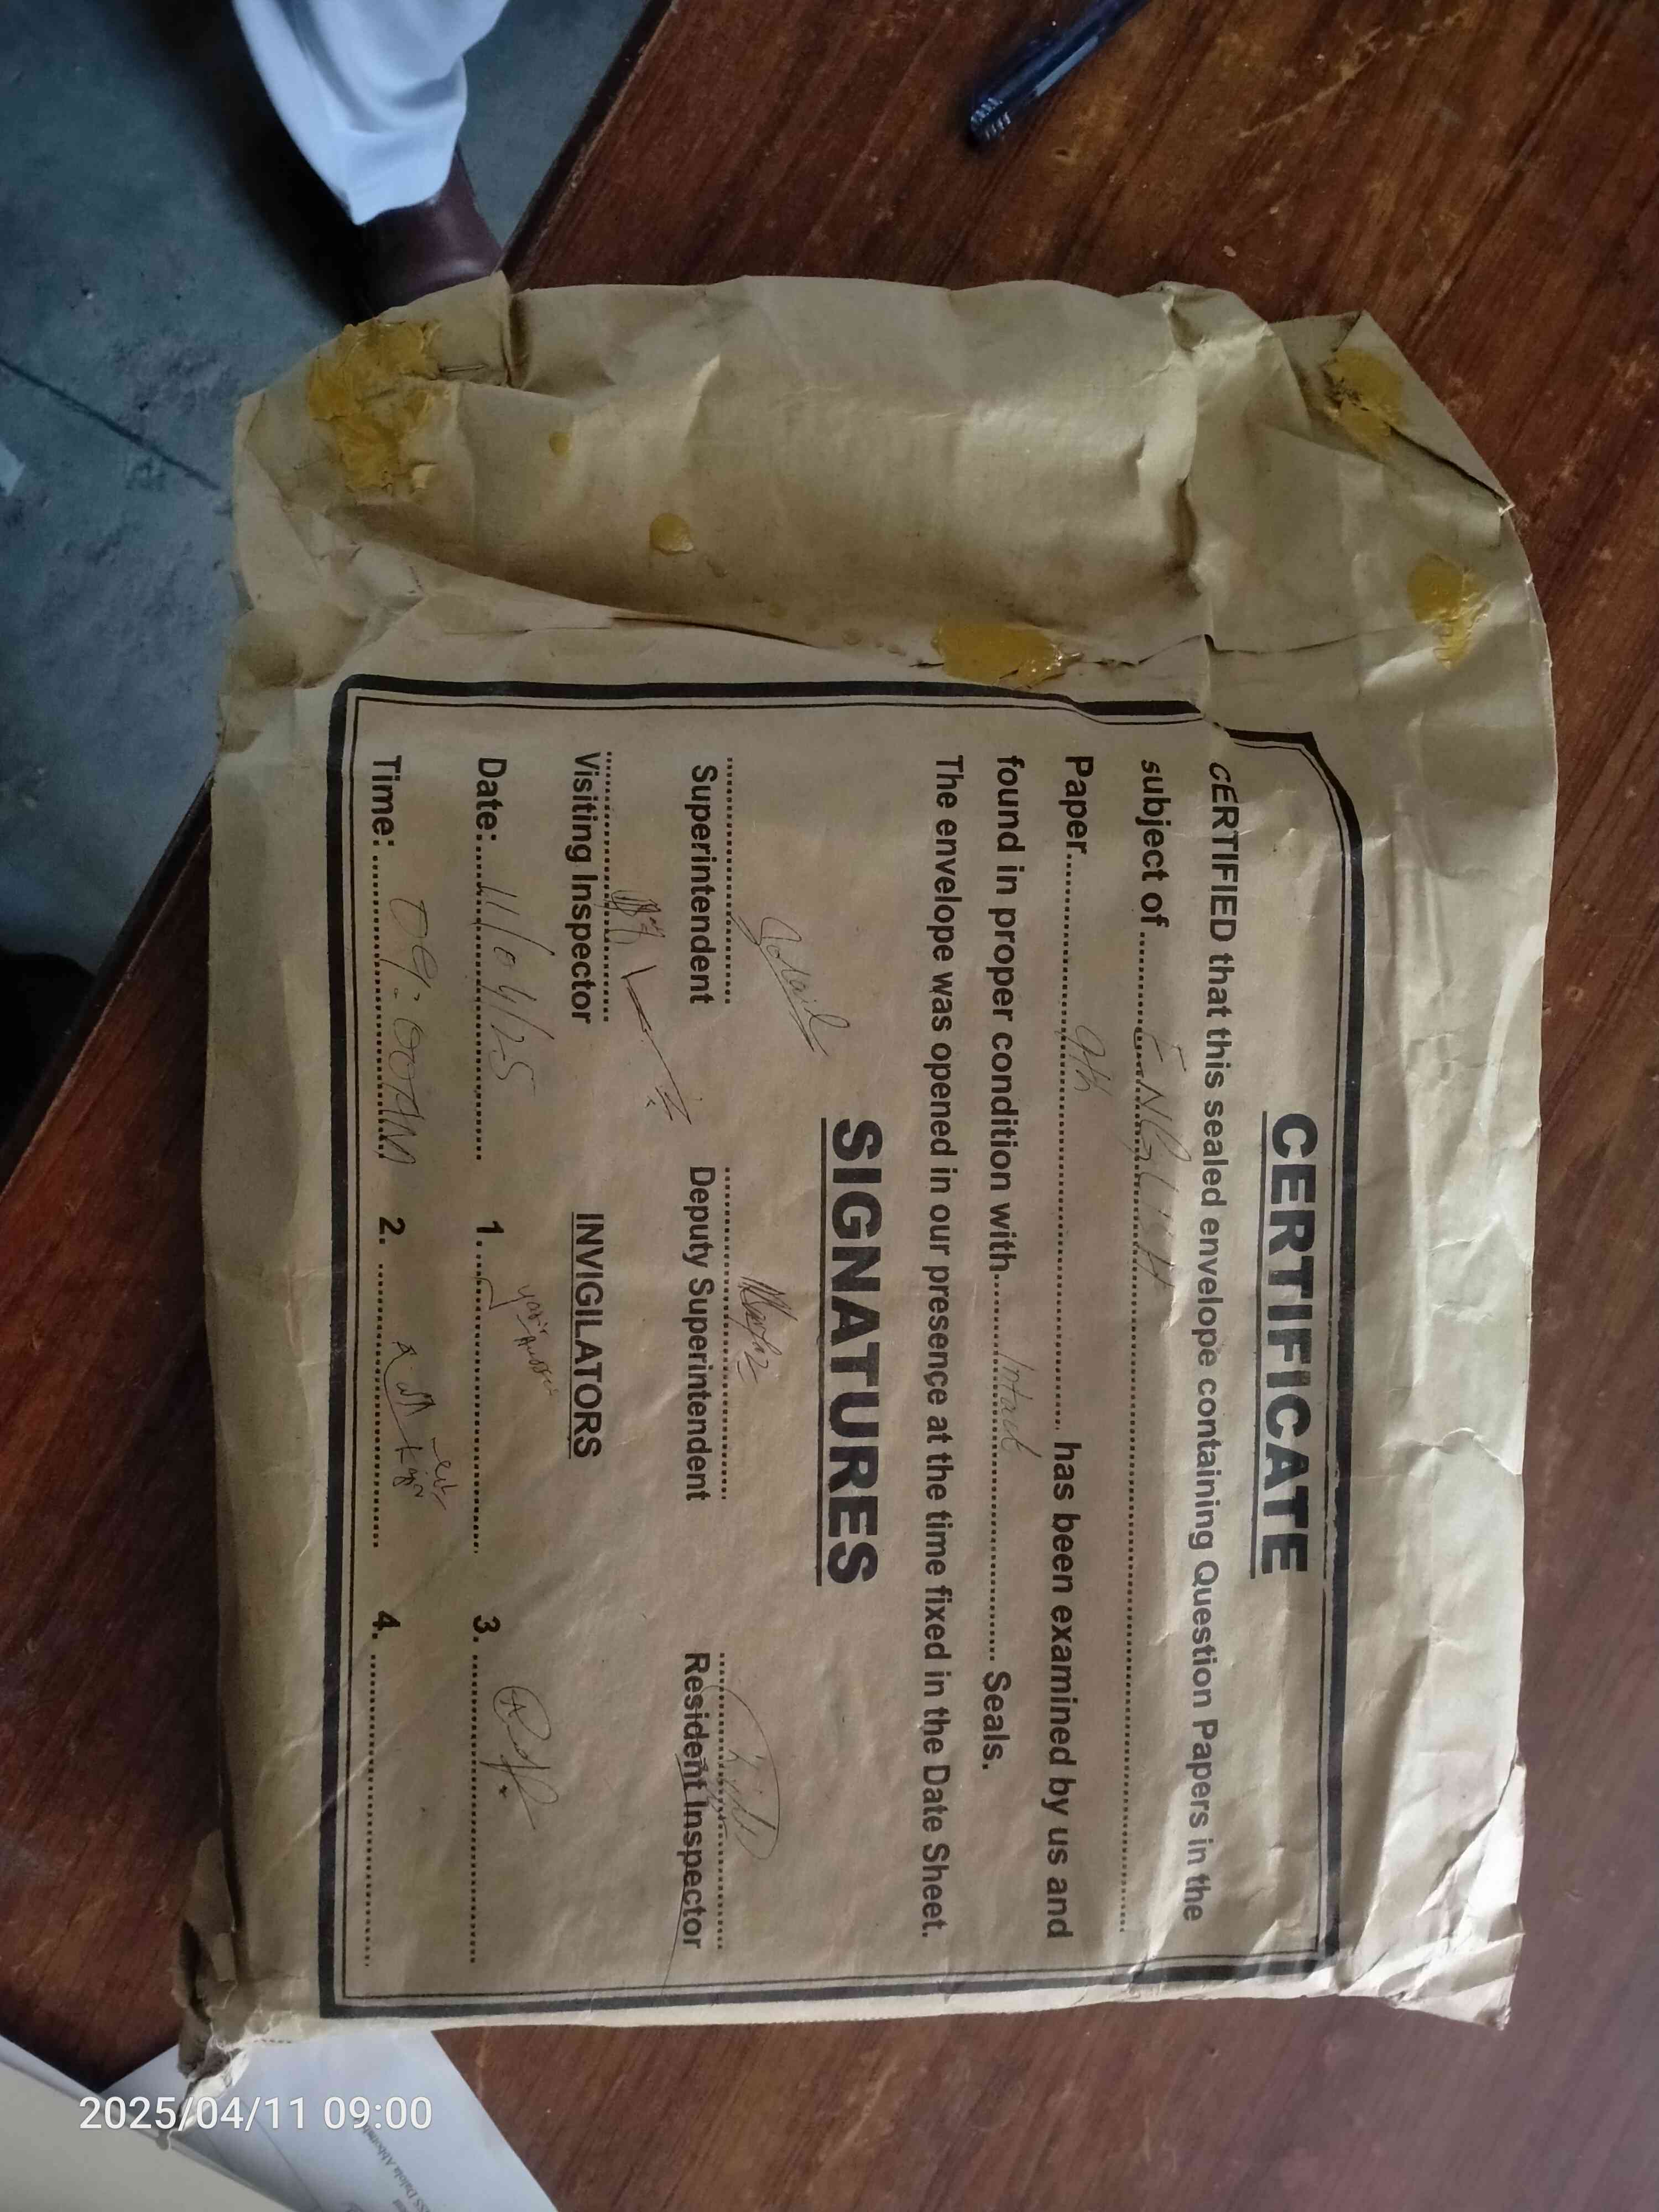 CERTIFICATE
CERTIFIED that this sealed envelope containing Question Papers in the
subject of ........ENGLISH........
Paper........9th........ has been examined by us and
found in proper condition with........Intact........ Seals.
The envelope was opened in our presence at the time fixed in the Date Sheet.
SIGNATURES
Superintendent Deputy Superintendent Resident Inspector
Visiting Inspector INVIGILATORS
Date:........11/04/25........ 1. ........ 3. ........
Time:........09:00AM........ 2. ........ 4. ........
2025/04/11 09:00